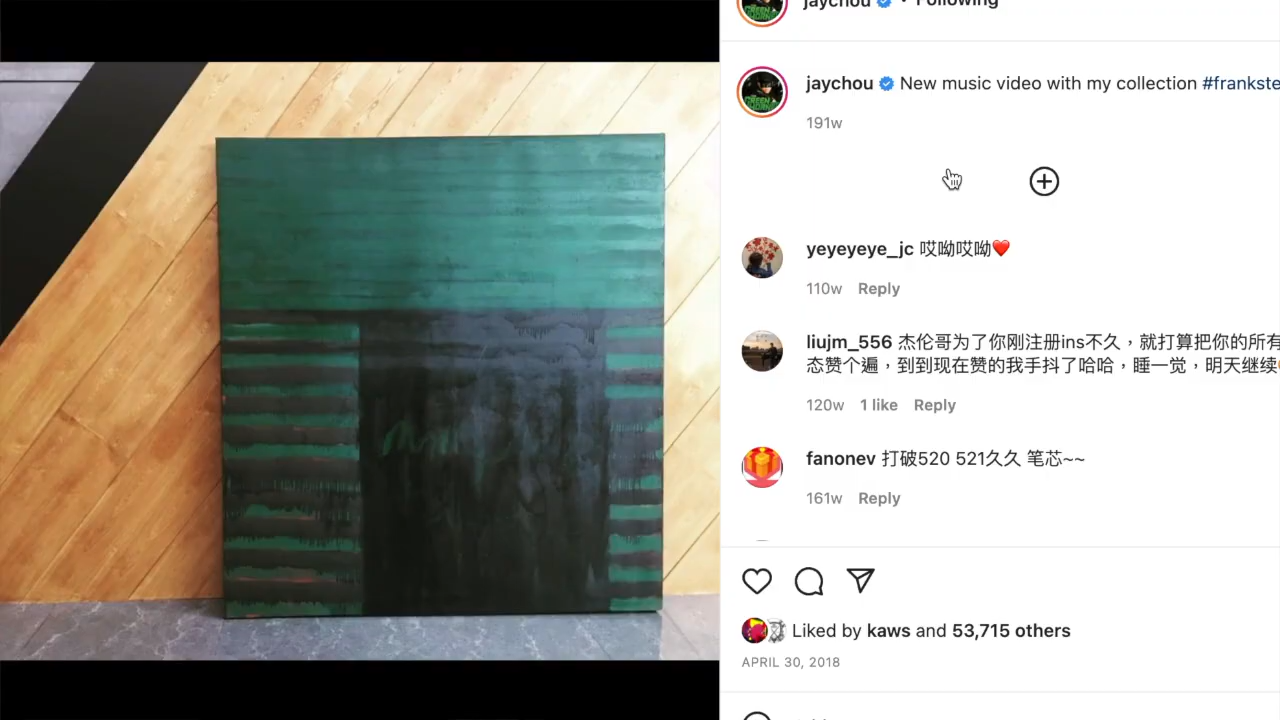 jaychou • Following
jaychou New music video with my collection #frankste
191w
yeyeyeye_jc 哎呦哎呦❤️
110w Reply
liujm_556 杰伦哥为了你刚注册ins不久，就打算把你的所有
态赞个遍，到到现在赞的我手抖了哈哈，睡一觉，明天继续
120w 1 like Reply
fanonev 打破520 521久久 笔芯~~
161w Reply
Liked by kaws and 53,715 others
APRIL 30, 2018